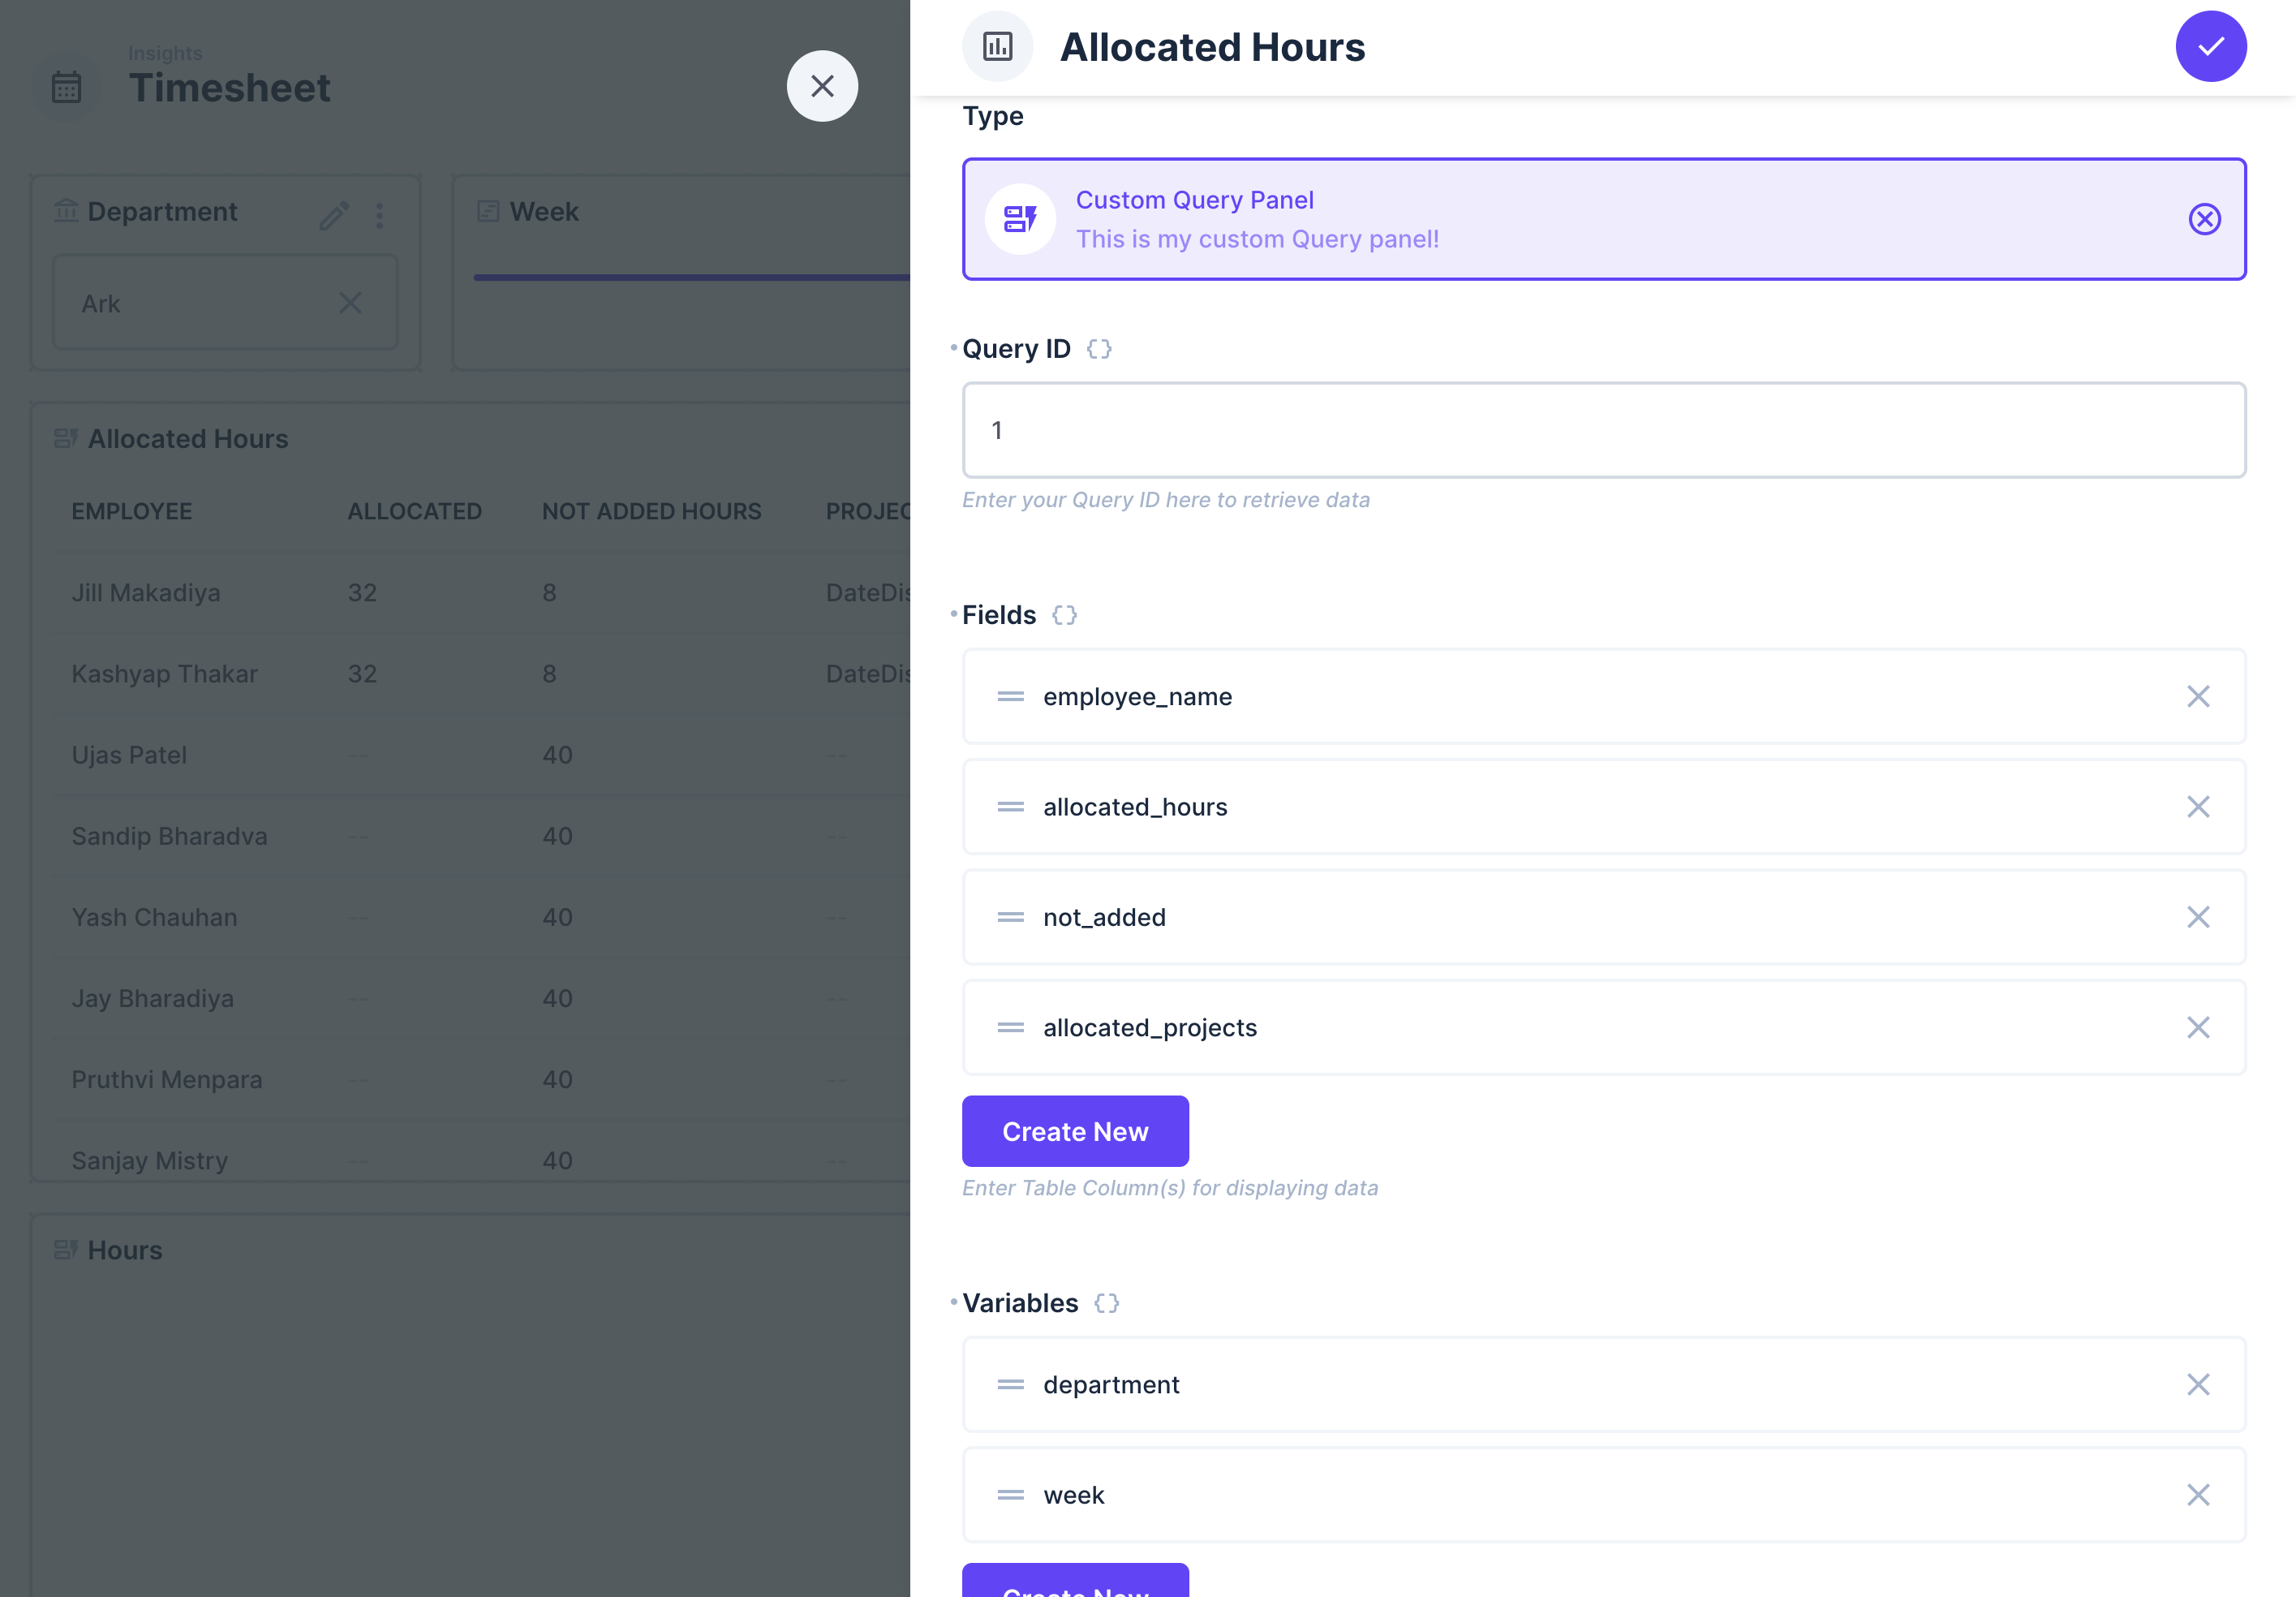 Insights
Timesheet
Department
Week
Ark
Allocated Hours
EMPLOYEE ALLOCATED NOT ADDED HOURS
Jill Makadiya 32 8
Kashyap Thakar 32 8
Ujas Patel -- 40 --
Sandip Bharadva -- 40 --
Yash Chauhan -- 40 --
Jay Bharadiya -- 40 --
Pruthvi Menpara -- 40 --
Sanjay Mistry -- 40 --
Hours
Allocated Hours
Type
Custom Query Panel
This is my custom Query panel!
Query ID {}
1
Enter your Query ID here to retrieve data
Fields {}
employee_name
allocated_hours
not_added
allocated_projects
Create New
Enter Table Column(s) for displaying data
Variables {}
department
week
Create New